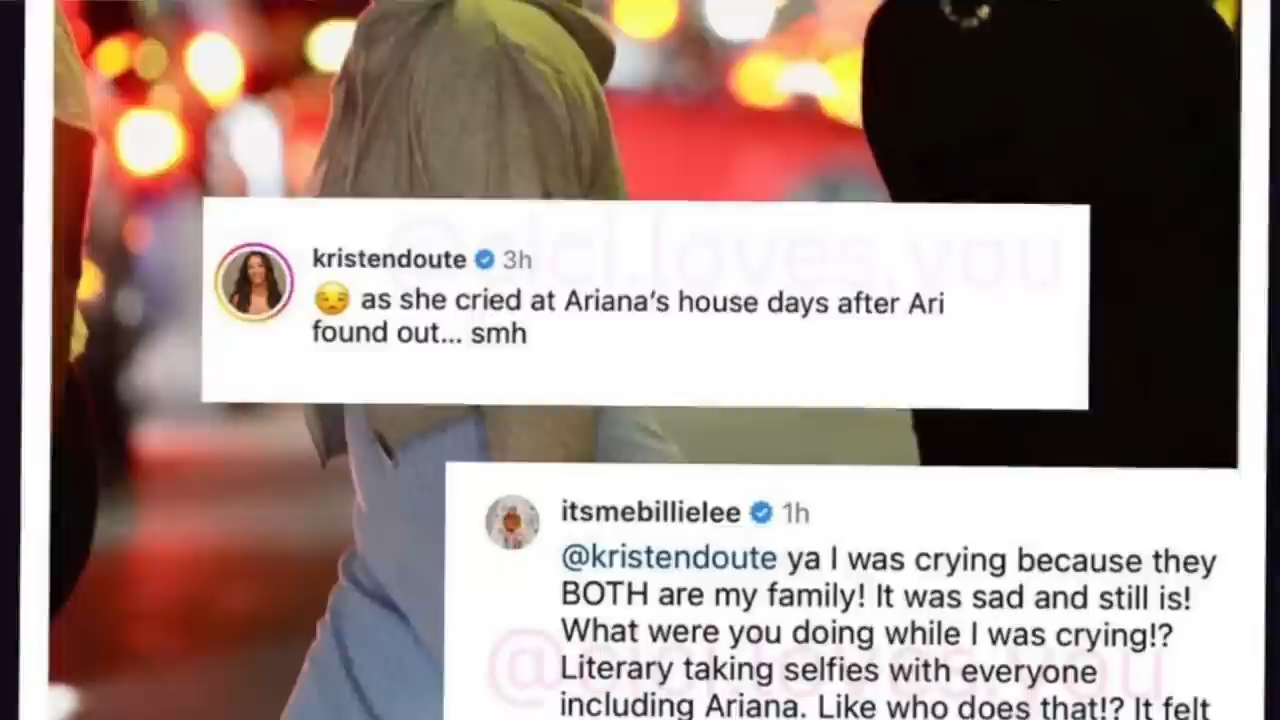 kristendoute 3h
😒 as she cried at Ariana's house days after Ari
found out... smh
itsmebillielee 1h
@kristendoute ya I was crying because they
BOTH are my family! It was sad and still is!
What were you doing while I was crying!?
Literary taking selfies with everyone
including Ariana. Like who does that!? It felt